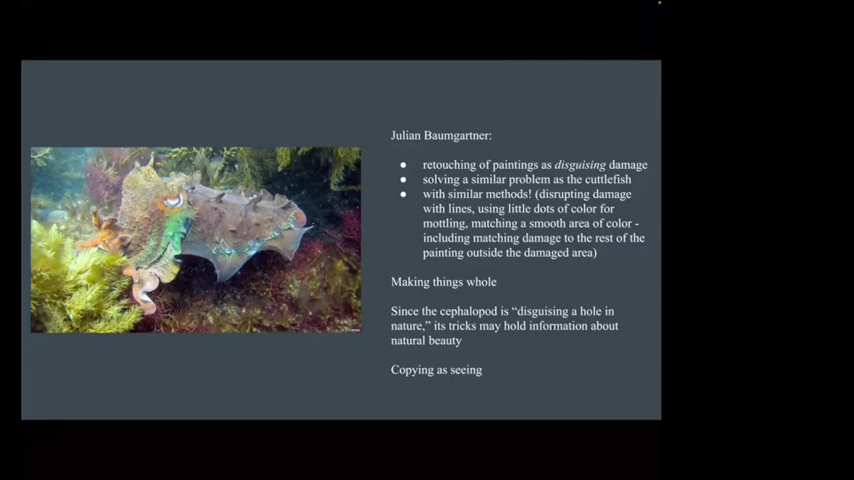 Julian Baumgartner:
● retouching of paintings as disguising damage
● solving a similar problem as the cuttlefish
● with similar methods! (disrupting damage
with lines, using little dots of color for
mottling, matching a smooth area of color -
including matching damage to the rest of the
painting outside the damaged area)
Making things whole
Since the cephalopod is “disguising a hole in
nature,” its tricks may hold information about
natural beauty
Copying as seeing